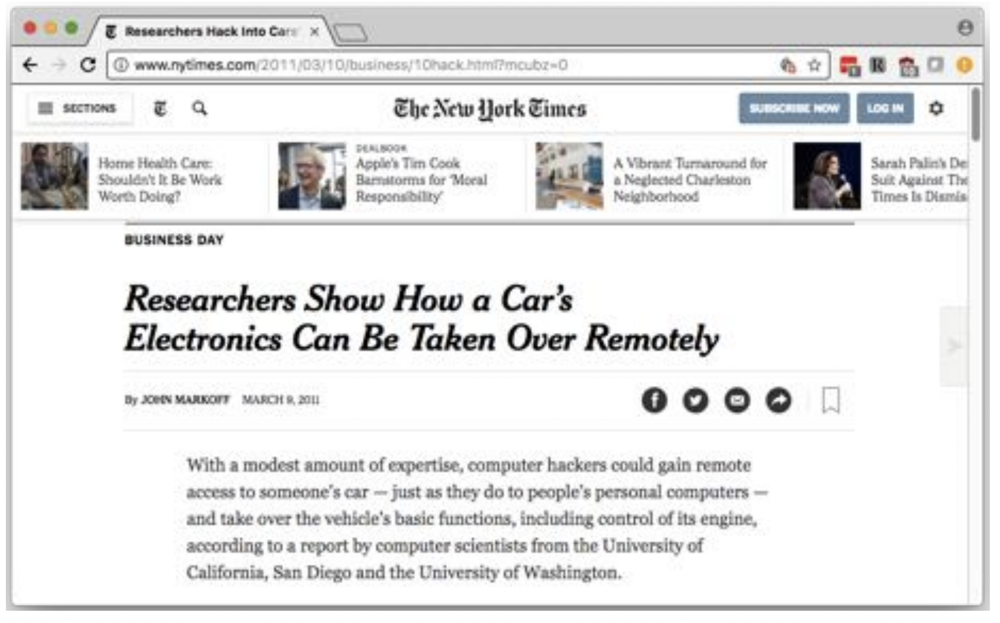 Researchers Hack Into Cars'
www.nytimes.com/2011/03/10/business/10hack.html?mcubz=0
SECTIONS
The New York Times
SUBSCRIBE NOW
LOG IN
Home Health Care:
Shouldn't It Be Work
Worth Doing?
DEALBOOK
Apple's Tim Cook
Barnstorms for 'Moral
Responsibility'
A Vibrant Turnaround for
a Neglected Charleston
Neighborhood
Sarah Palin's De
Suit Against The
Times Is Dismis
BUSINESS DAY
Researchers Show How a Car's
Electronics Can Be Taken Over Remotely
By JOHN MARKOFF MARCH 9, 2011
With a modest amount of expertise, computer hackers could gain remote
access to someone's car — just as they do to people's personal computers —
and take over the vehicle's basic functions, including control of its engine,
according to a report by computer scientists from the University of
California, San Diego and the University of Washington.